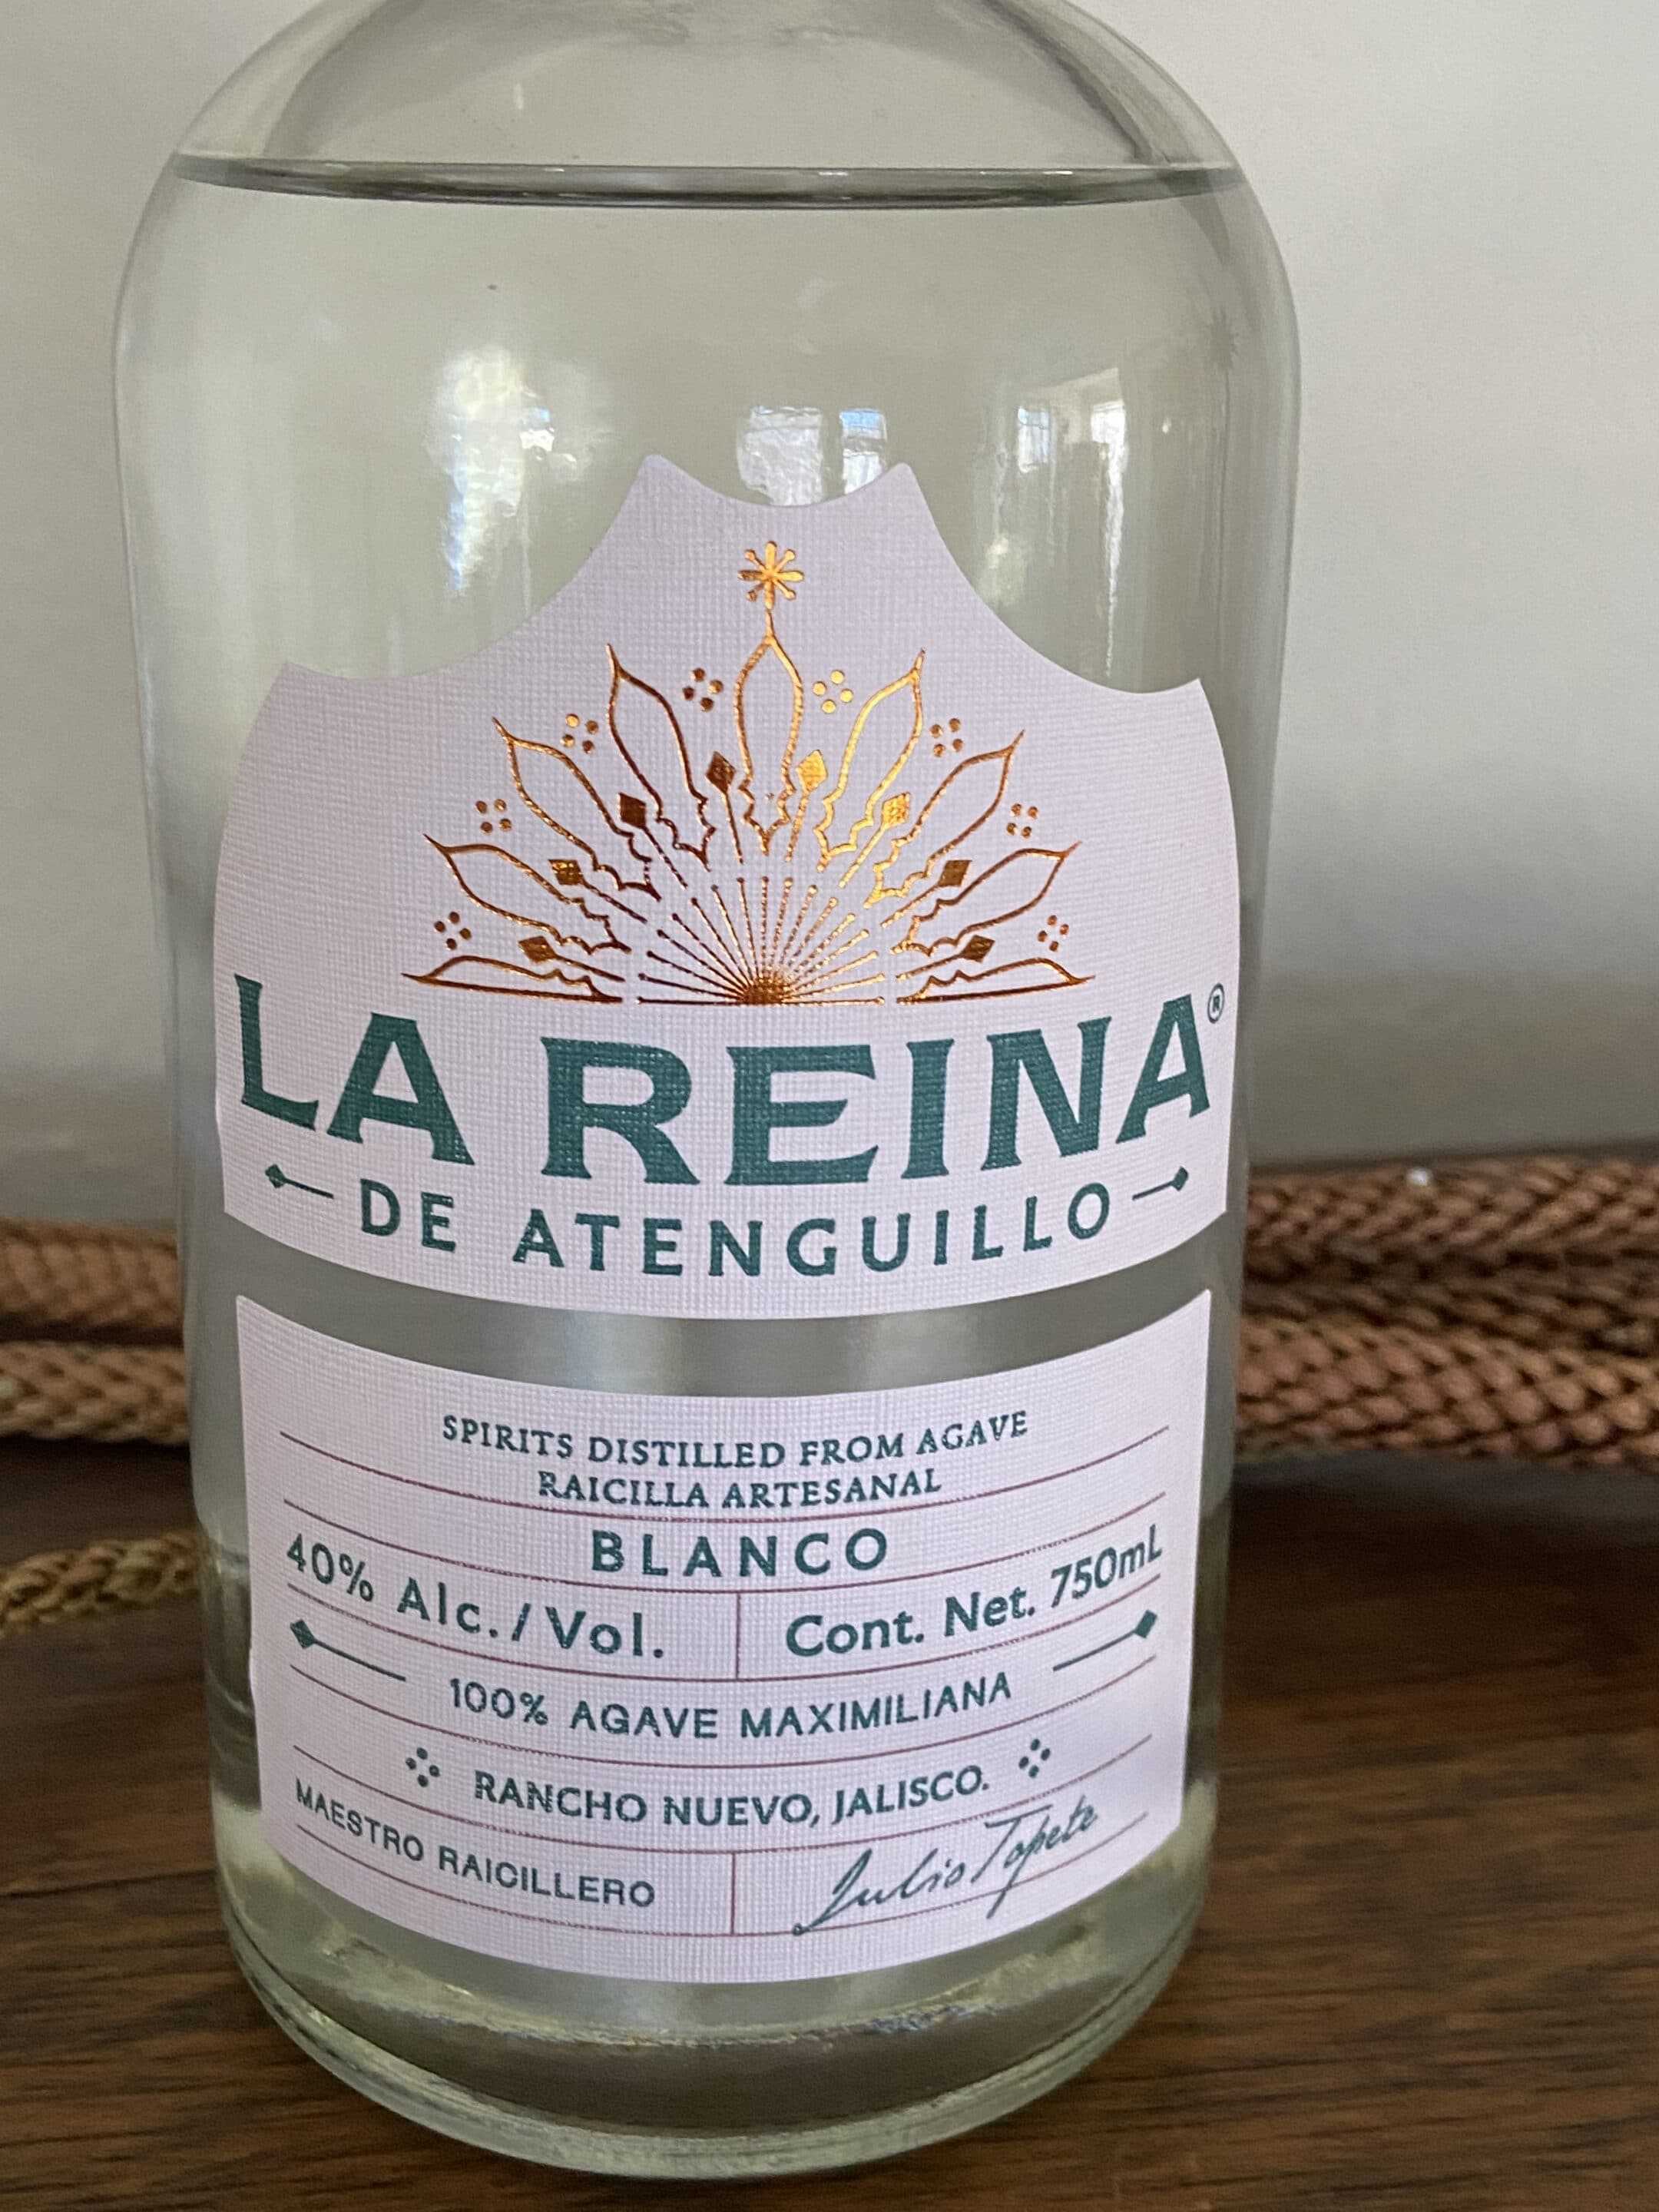 LA REINA®
DE ATENGUILLO
SPIRITS DISTILLED FROM AGAVE
RAICILLA ARTESANAL
BLANCO
40% Alc./Vol.
Cont. Net. 750mL
100% AGAVE MAXIMILIANA
RANCHO NUEVO, JALISCO.
MAESTRO RAICILLERO
Julio Topete